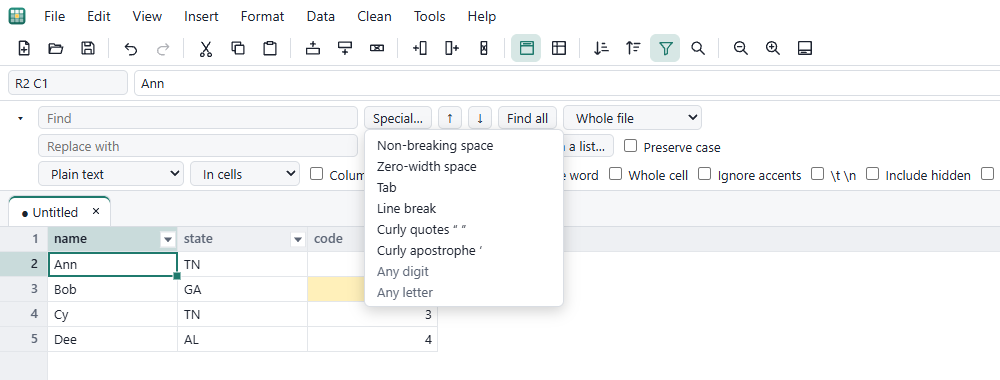 File Edit View Insert Format Data Clean Tools Help
R2 C1 Ann
Find Special... ↑ ↓ Find all Whole file
Replace with a list... Preserve case
Plain text In cells word Whole cell Ignore accents \t \n Include hidden
Non-breaking space
Zero-width space
Tab
Line break
Curly quotes “ ”
Curly apostrophe ’
Any digit
Any letter
● Untitled ×
1 name state code
2 Ann TN
3 Bob GA
4 Cy TN 3
5 Dee AL 4